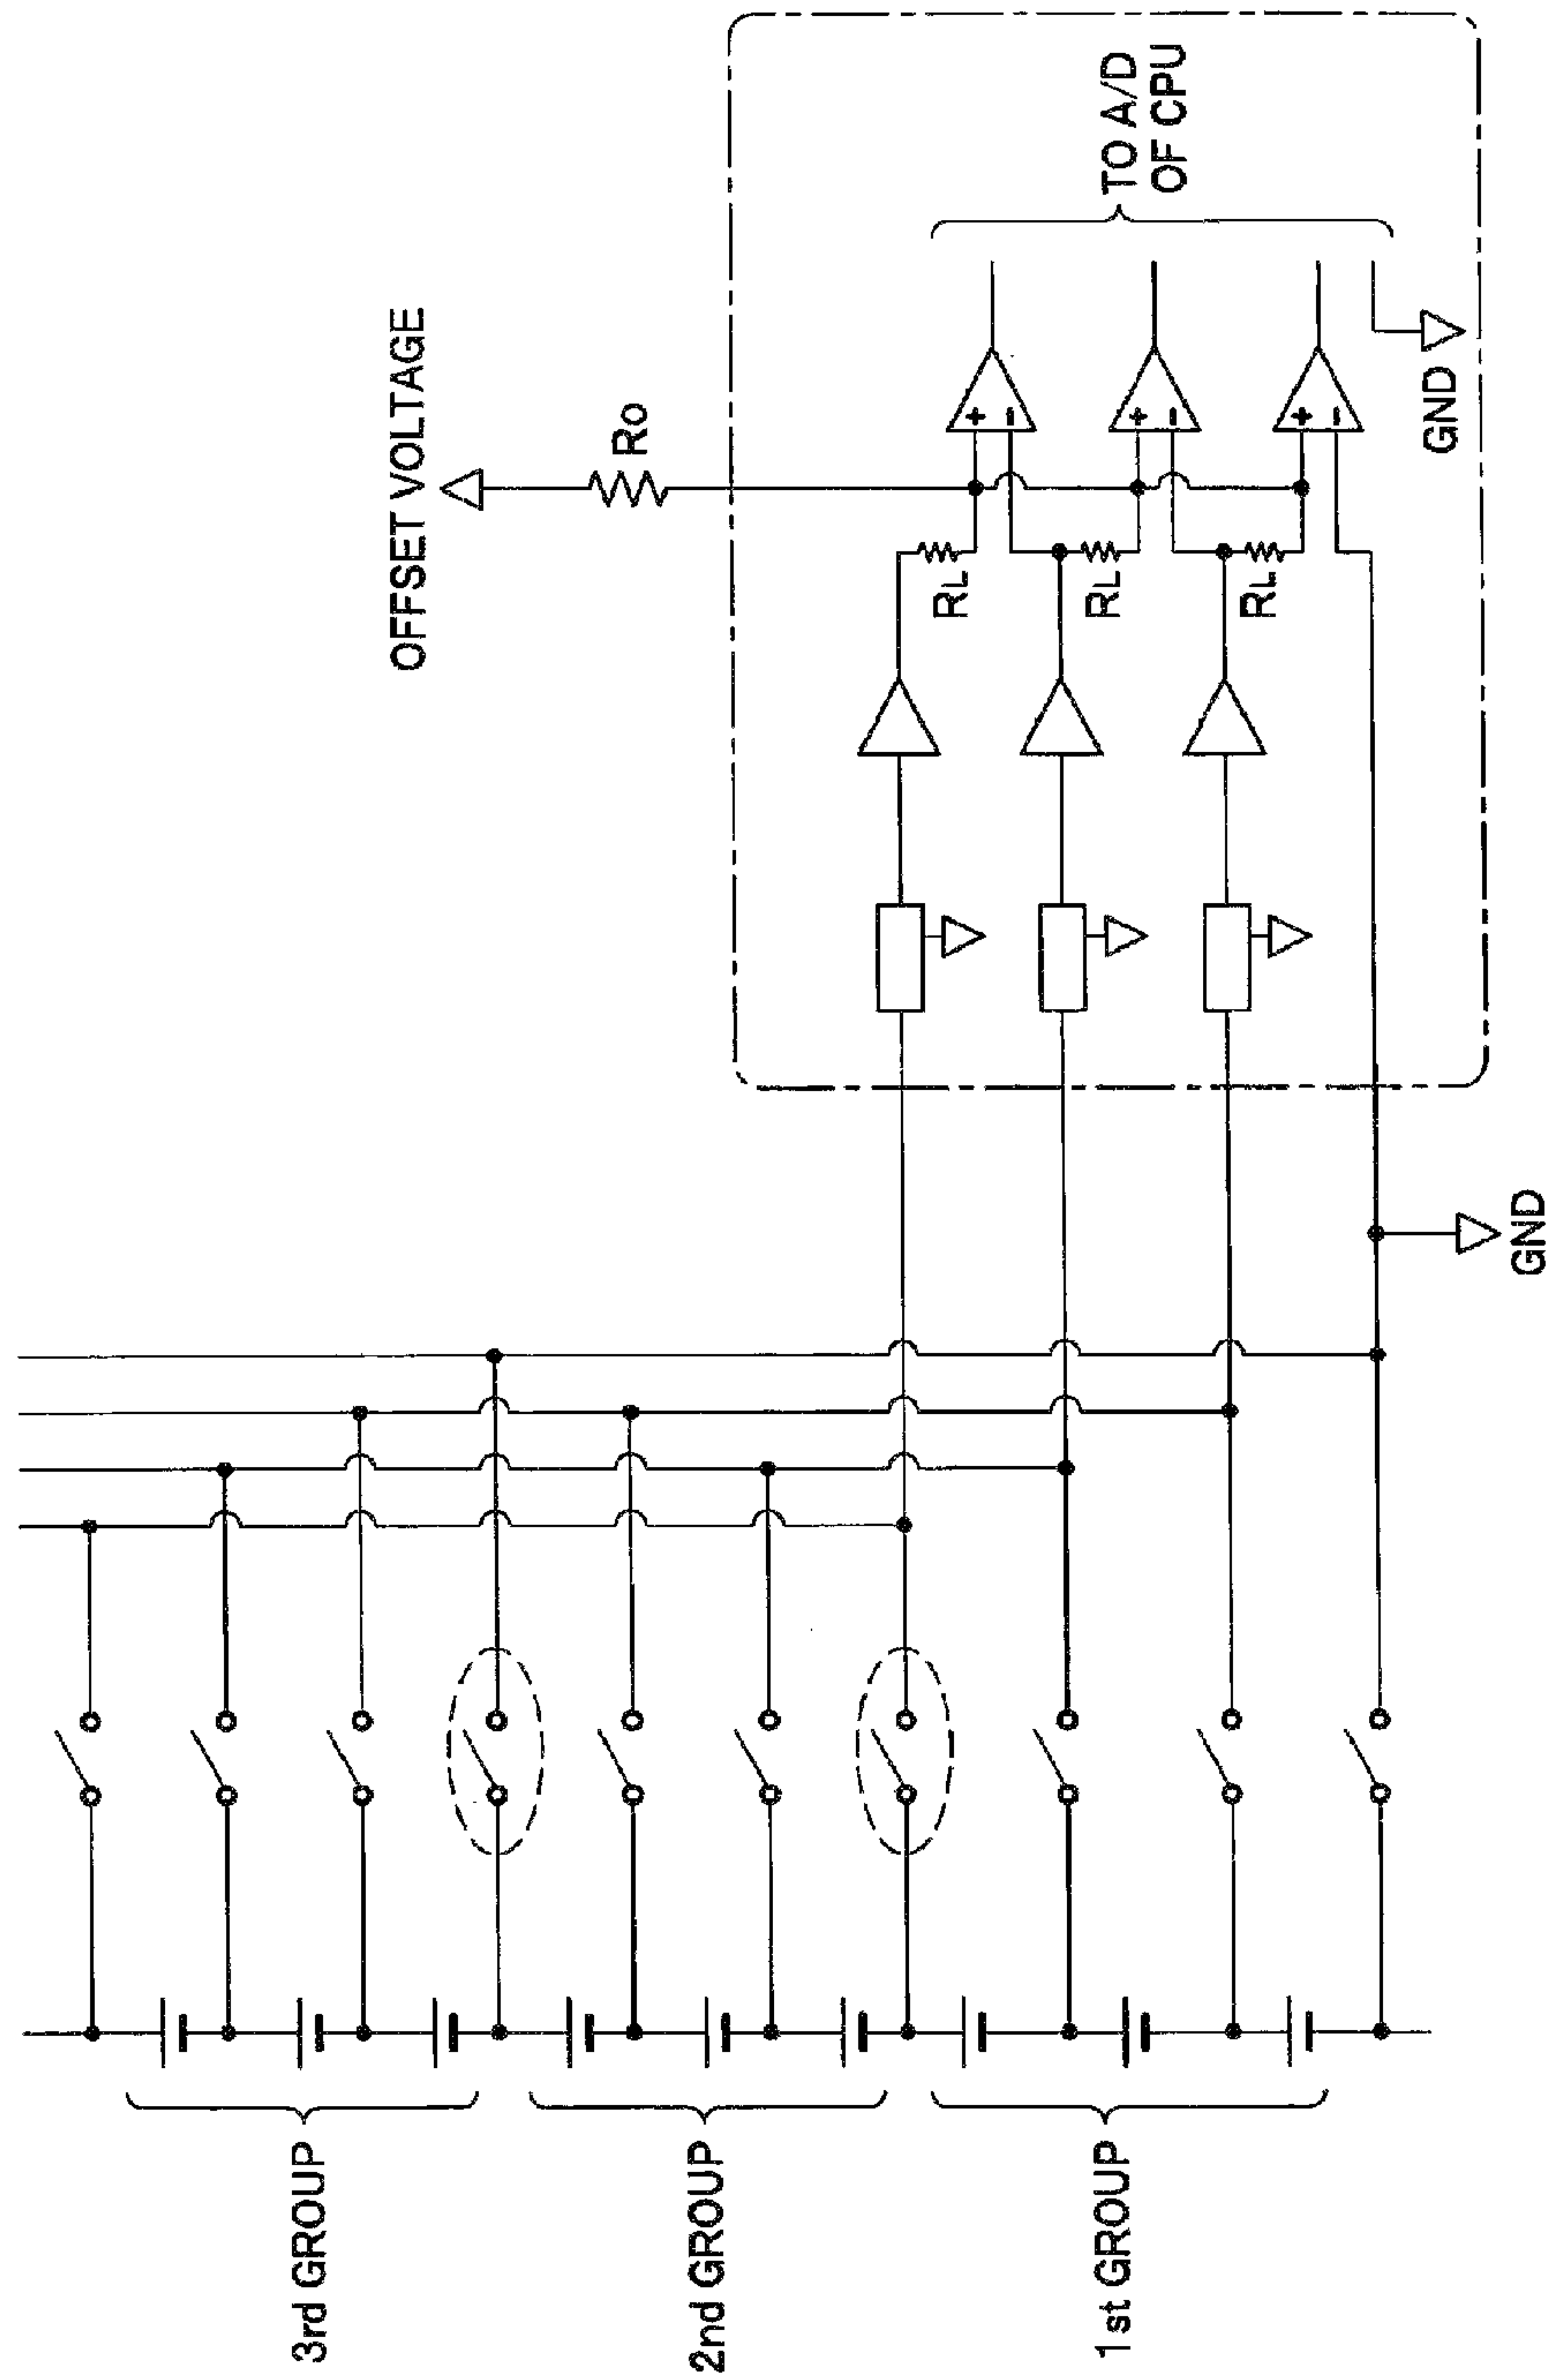 OFFSET VOLTAGE
Ro
TO A/D
OF CPU
+
−
+
−
+
−
RL
RL
RL
GND
GND
3rd GROUP
2nd GROUP
1st GROUP